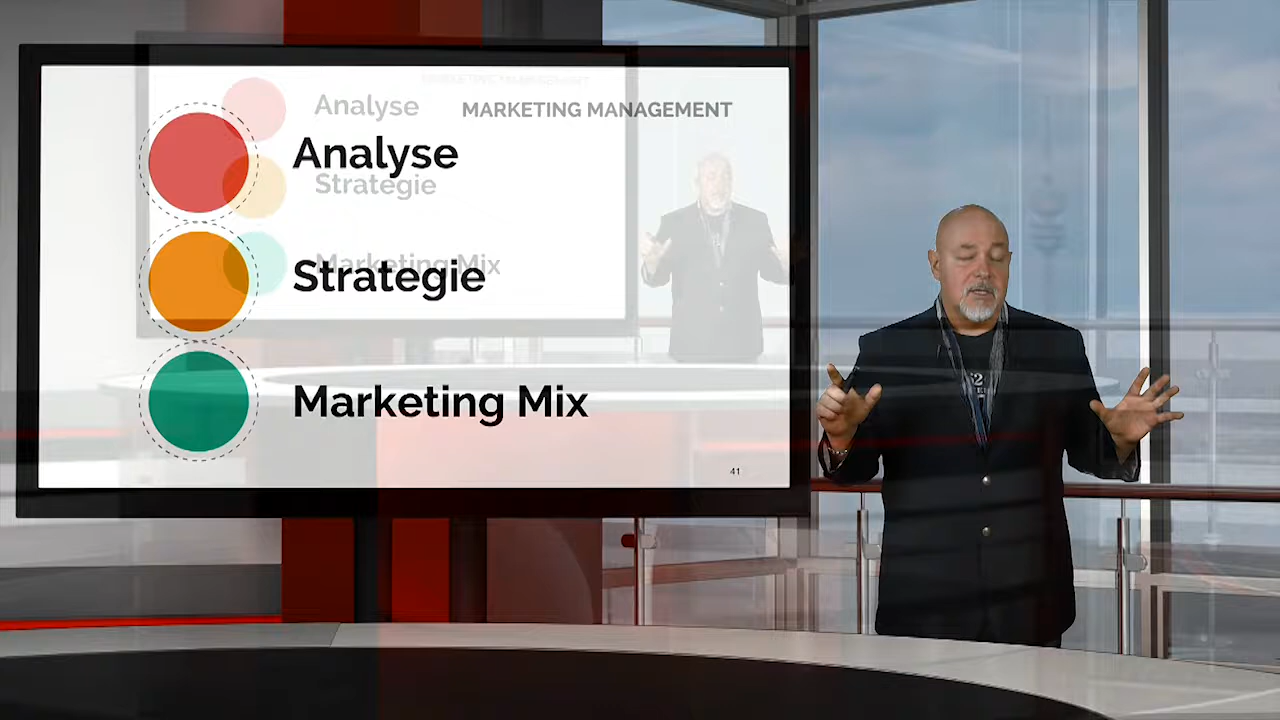 MARKETING MANAGEMENT
Analyse
Analyse
Strategie
Strategie
Marketing Mix
Marketing Mix
41